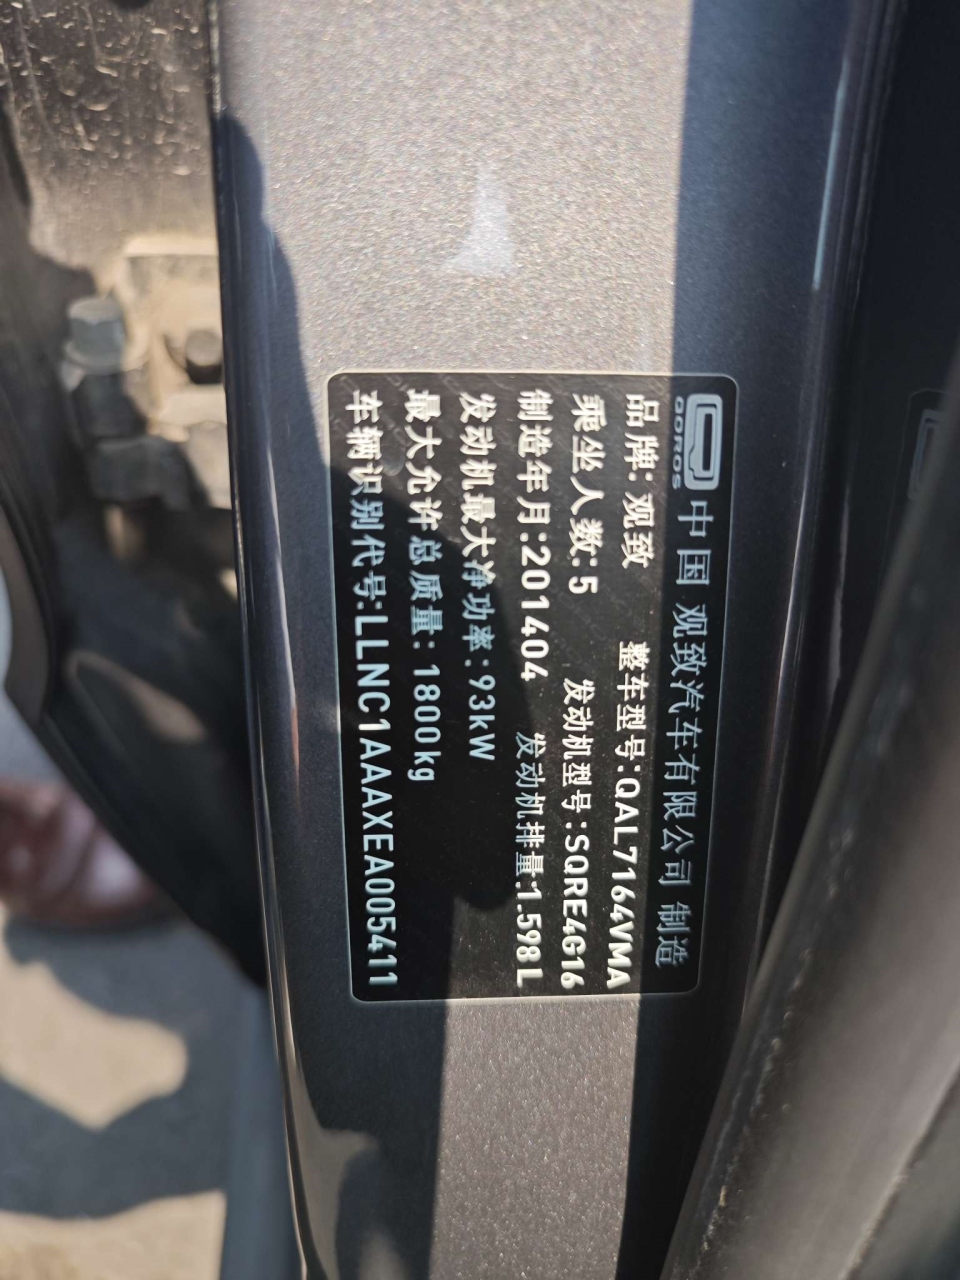 QOROS
中国 观致汽车有限公司 制造
品牌:观致 整车型号:QAL7164VMA
乘坐人数:5 发动机型号:SQRE4G16
制造年月:201404 发动机排量:1.598L
发动机最大净功率:93kW
最大允许总质量:1800kg
车辆识别代号:LLNC1AAAXEA005411